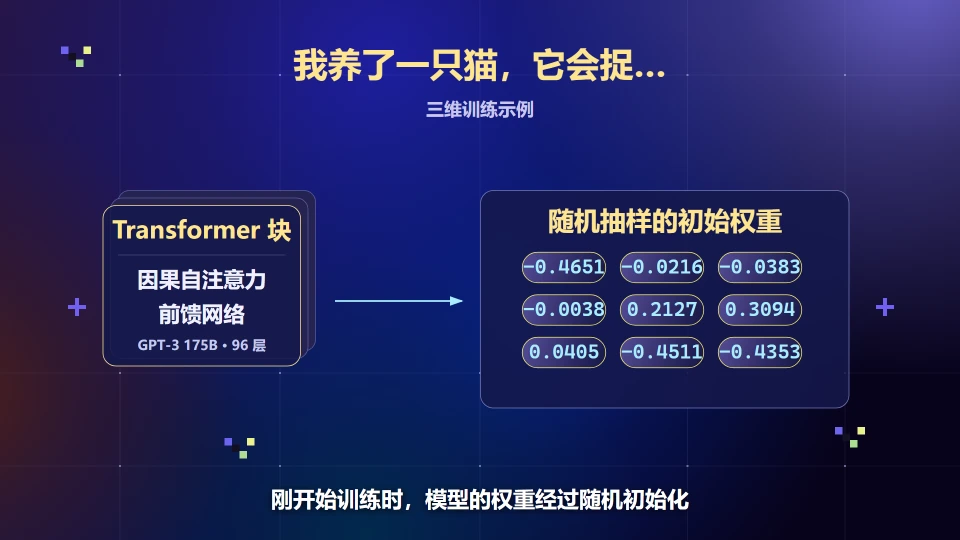 我养了一只猫，它会捉...
三维训练示例
Transformer 块
因果自注意力
前馈网络
GPT-3 175B • 96 层
随机抽样的初始权重
−0.4651 −0.0216 −0.0383
−0.0038 0.2127 0.3094
0.0405 −0.4511 −0.4353
刚开始训练时，模型的权重经过随机初始化